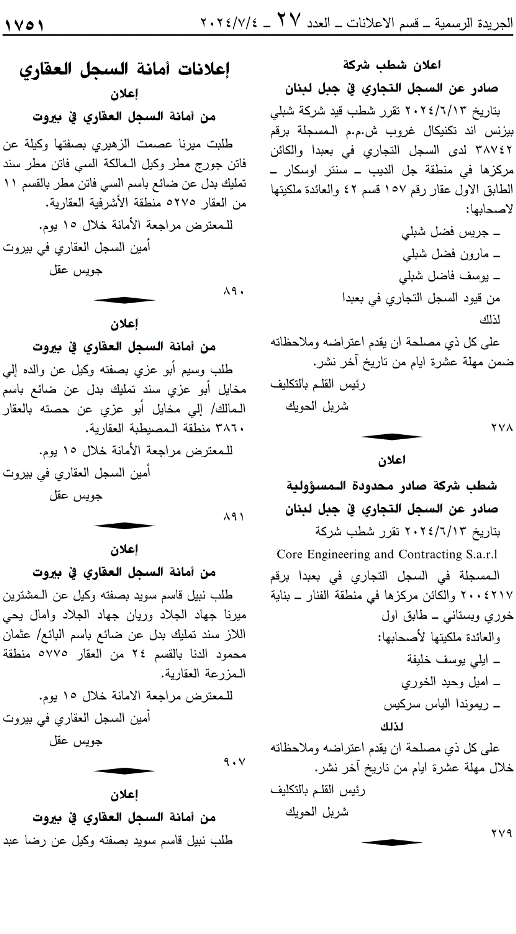 الجريدة الرسمية ــ قسم الاعلانات ــ العدد ٢٧ ــ ٢٠٢٤/٧/٤
١٧٥١
اعلان شطب شركة
صادر عن السجل التجاري في جبل لبنان
بتاريخ ٢٠٢٤/٦/١٣ تقرر شطب قيد شركة شبلي
بيزنس اند تكنيكال غروب ش.م.م المسجلة برقم
٣٨٧٤٢ لدى السجل التجاري في بعبدا والكائن
مركزها في منطقة جل الديب ــ سنتر اوسكار ــ
الطابق الاول عقار رقم ١٥٧ قسم ٤٢ والعائدة ملكيتها
لاصحابها:
ــ جريس فضل شبلي
ــ مارون فضل شبلي
ــ يوسف فاضل شبلي
من قيود السجل التجاري في بعبدا
لذلك
على كل ذي مصلحة ان يقدم اعتراضه وملاحظاته
ضمن مهلة عشرة ايام من تاريخ آخر نشر.
رئيس القلم بالتكليف
شربل الحويك
٢٧٨
اعلان
شطب شركة صادر محدودة المسؤولية
صادر عن السجل التجاري في جبل لبنان
بتاريخ ٢٠٢٤/٦/١٣ تقرر شطب شركة
Core Engineering and Contracting S.a.r.l
المسجلة في السجل التجاري في بعبدا برقم
٢٠٠٤٢١٧ والكائن مركزها في منطقة الفنار ــ بناية
خوري وبستاني ــ طابق اول
والعائدة ملكيتها لأصحابها:
ــ ايلي يوسف خليفة
ــ اميل وحيد الخوري
ــ ريموندا الياس سركيس
لذلك
على كل ذي مصلحة ان يقدم اعتراضه وملاحظاته
خلال مهلة عشرة ايام من تاريخ آخر نشر.
رئيس القلم بالتكليف
شربل الحويك
٢٧٩
إعلانات أمانة السجل العقاري
إعلان
من أمانة السجل العقاري في بيروت
طلبت ميرنا عصمت الزهيري بصفتها وكيلة عن
فاتن جورج مطر وكيل المالكة السي فاتن مطر سند
تمليك بدل عن ضائع باسم السي فاتن مطر بالقسم ١١
من العقار ٥٢٧٥ منطقة الأشرفية العقارية.
للمعترض مراجعة الأمانة خلال ١٥ يوم.
أمين السجل العقاري في بيروت
جويس عقل
٨٩٠
إعلان
من أمانة السجل العقاري في بيروت
طلب وسيم أبو عزي بصفته وكيل عن والده إلي
مخايل أبو عزي سند تمليك بدل عن ضائع باسم
المالك/ إلي مخايل أبو عزي عن حصته بالعقار
٣٨٦٠ منطقة المصيطبة العقارية.
للمعترض مراجعة الأمانة خلال ١٥ يوم.
أمين السجل العقاري في بيروت
جويس عقل
٨٩١
إعلان
من أمانة السجل العقاري في بيروت
طلب نبيل قاسم سويد بصفته وكيل عن المشترين
ميرنا جهاد الجلاد وريان جهاد الجلاد وامال يحي
اللاز سند تمليك بدل عن ضائع باسم البائع/ عثمان
محمود الدنا بالقسم ٢٤ من العقار ٥٧٧٥ منطقة
المزرعة العقارية.
للمعترض مراجعة الامانة خلال ١٥ يوم.
أمين السجل العقاري في بيروت
جويس عقل
٩٠٧
إعلان
من أمانة السجل العقاري في بيروت
طلب نبيل قاسم سويد بصفته وكيل عن رضا عبد